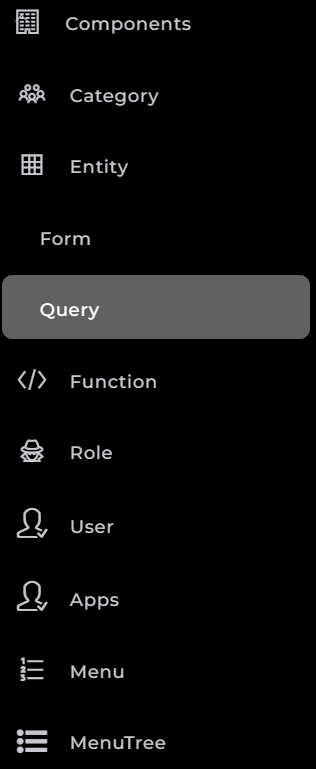 Components
Category
Entity
Form
Query
Function
Role
User
Apps
Menu
MenuTree